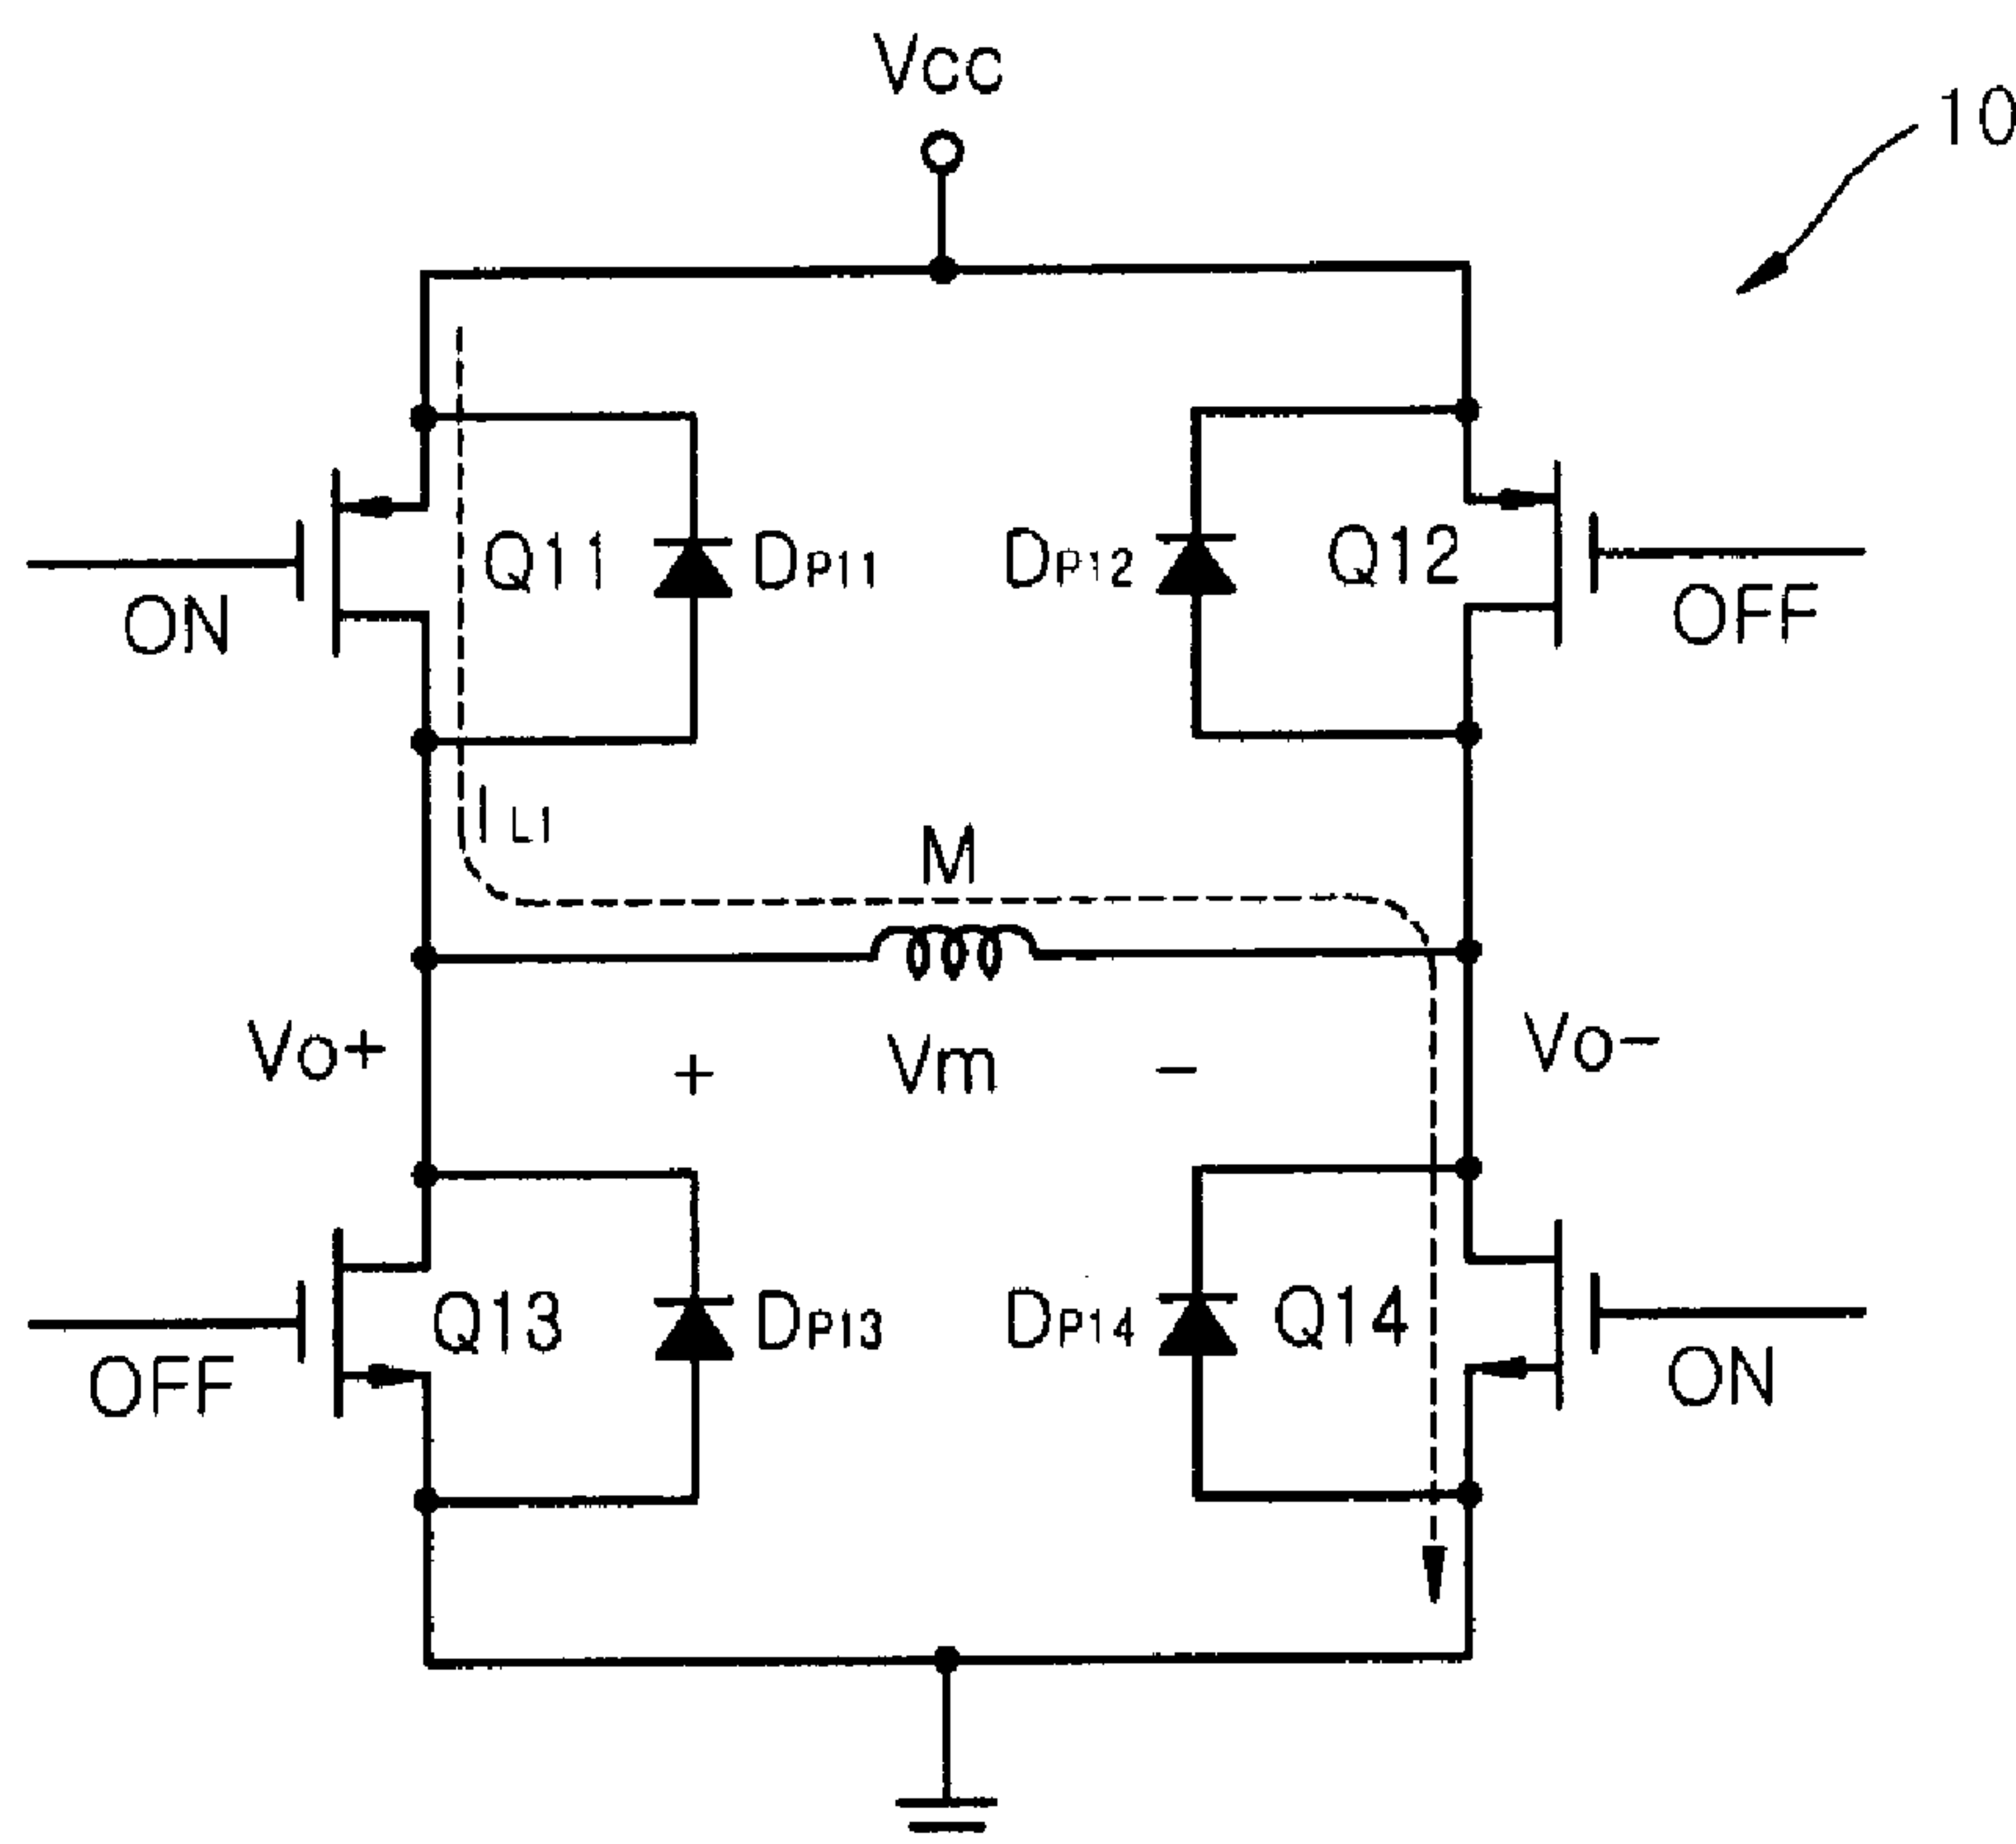 Vcc
10
Q11
DP11
DP12
Q12
ON
OFF
IL1
M
Vo+
+
Vm
−
Vo−
Q13
DP13
DP14
Q14
OFF
ON